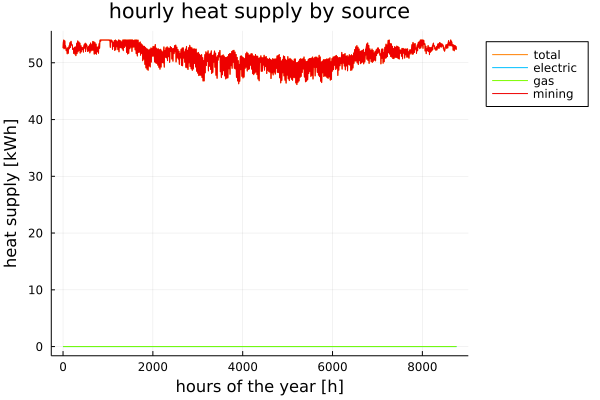 hourly heat supply by source
heat supply [kWh]
50
40
30
20
10
0
0 2000 4000 6000 8000
hours of the year [h]
total
electric
gas
mining